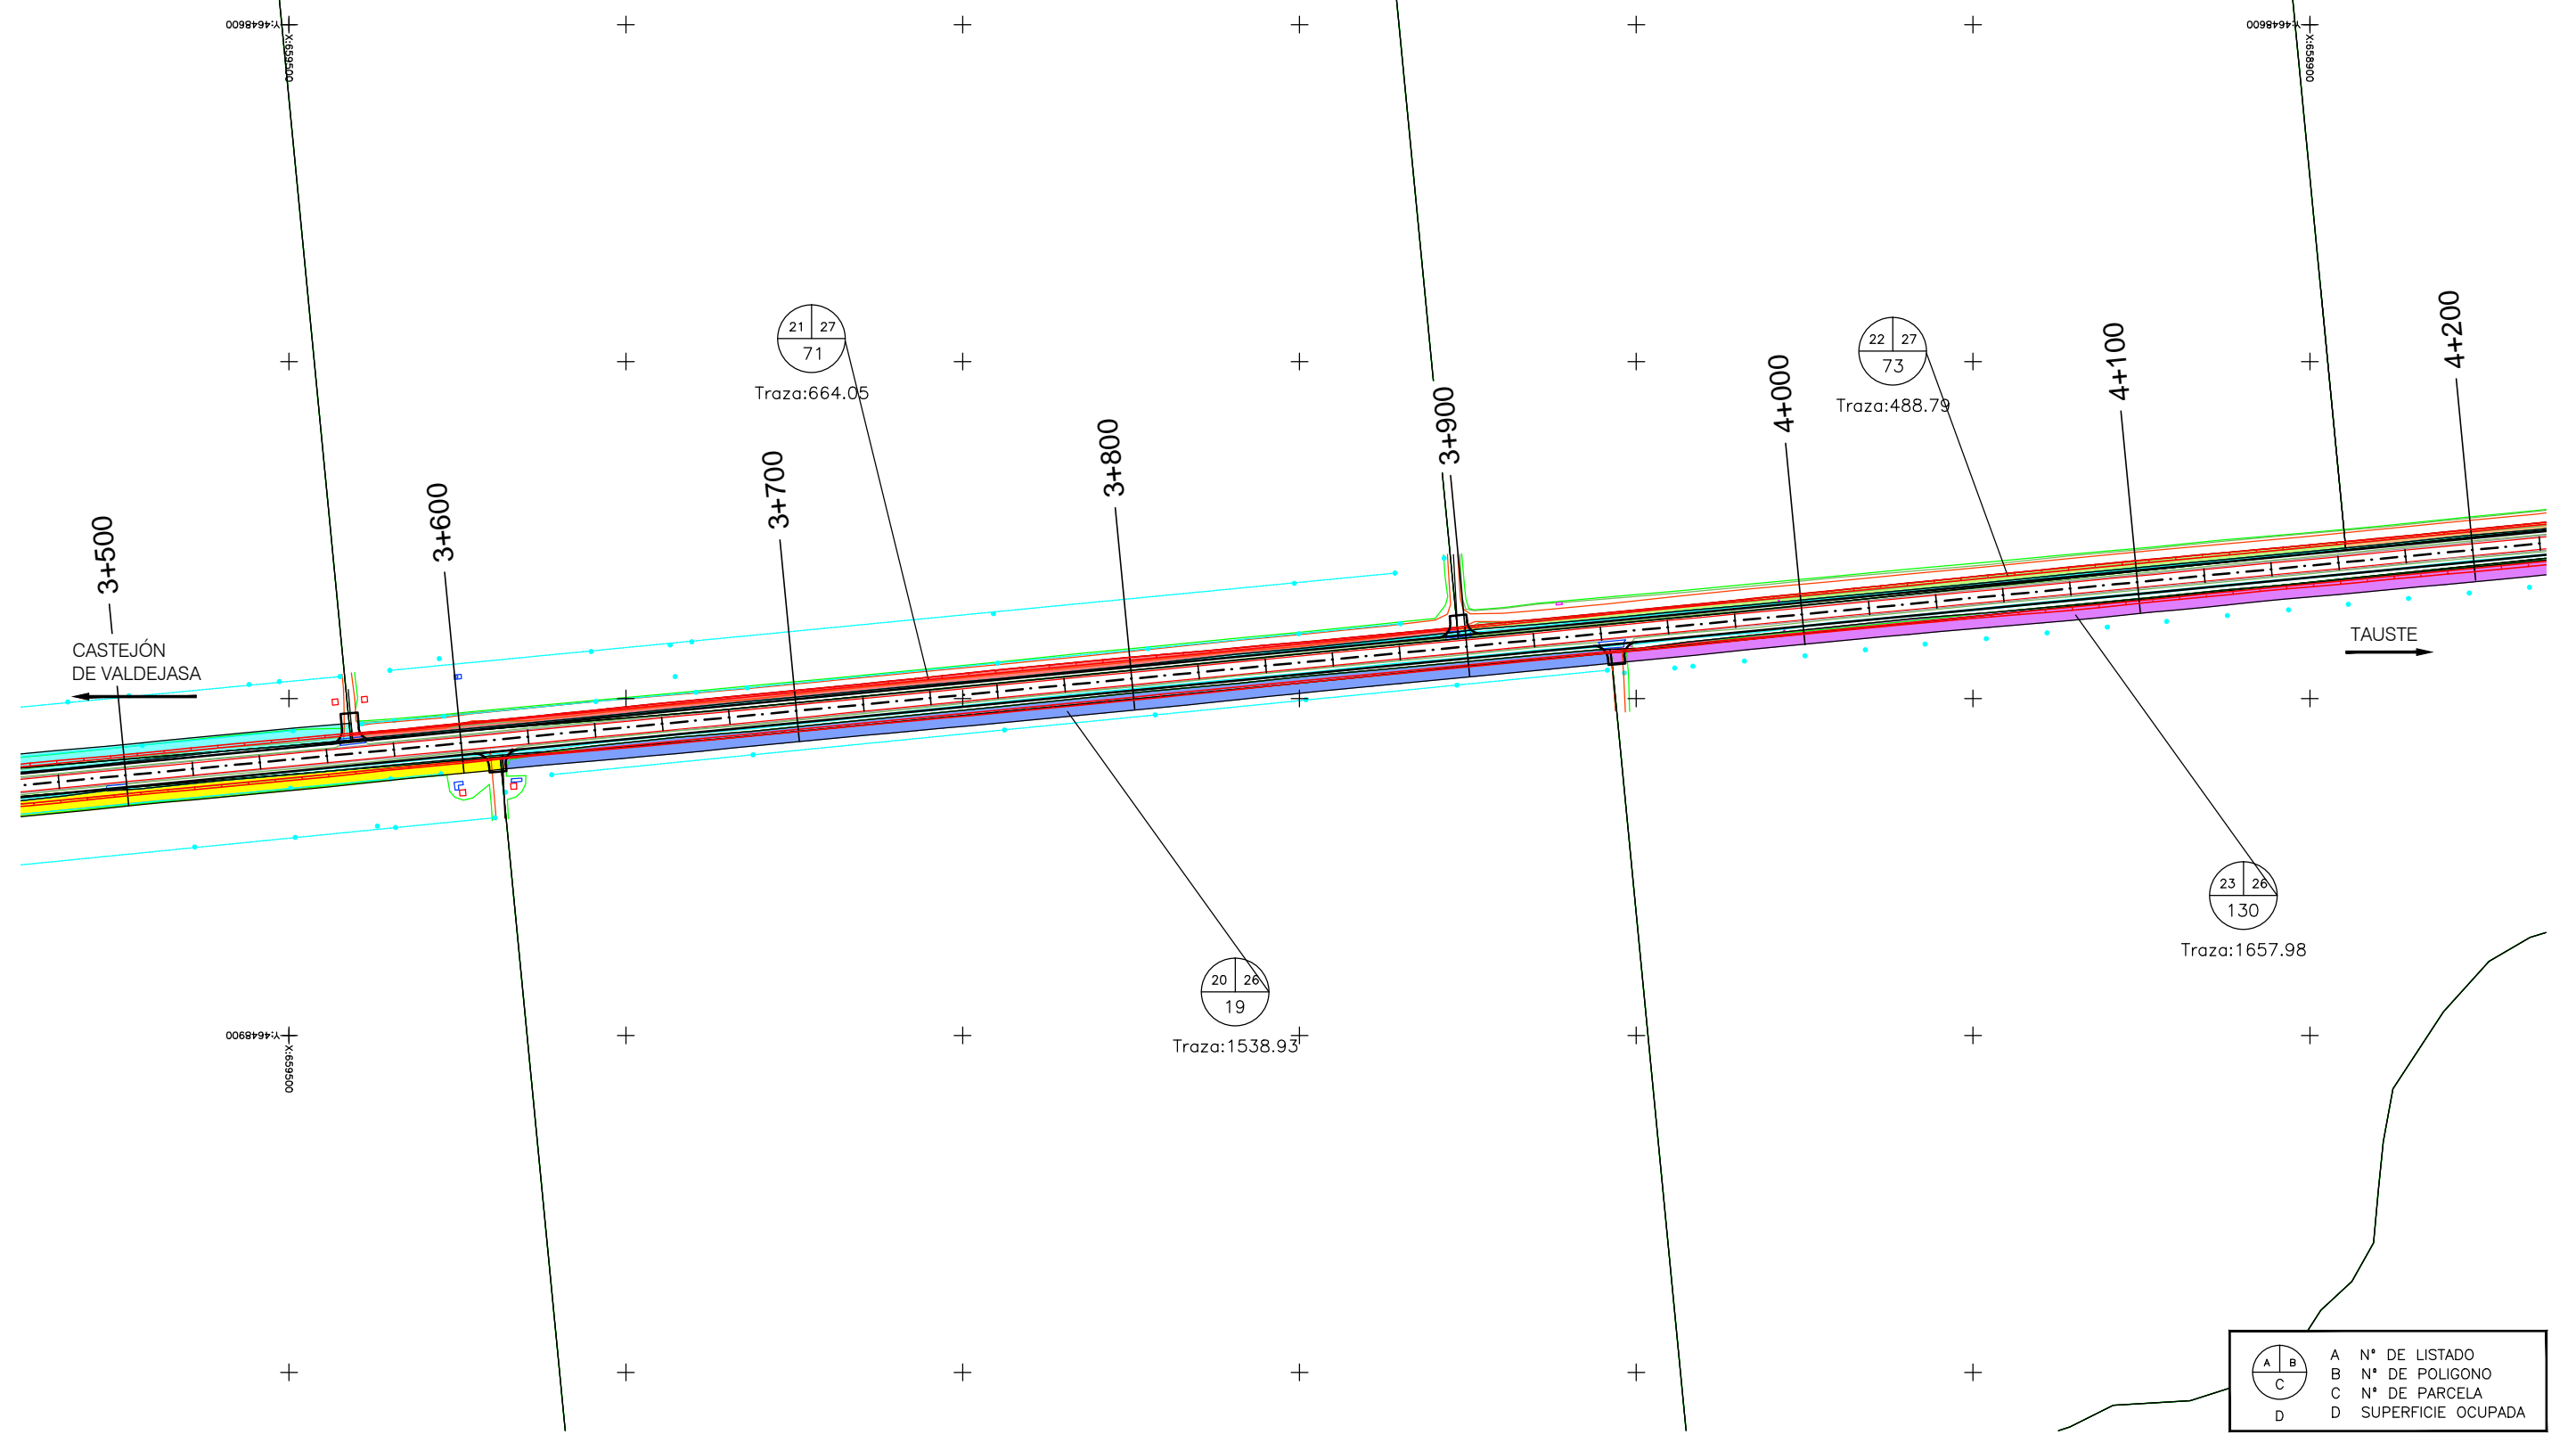 Y:4648600
X:659500
Y:4648600
X:658900
21 27
71
Traza:664.05
22 27
73
Traza:488.79
3+500
3+600
3+700
3+800
3+900
4+000
4+100
4+200
CASTEJÓN
DE VALDEJASA
TAUSTE
23 26
130
Traza:1657.98
20 26
19
Traza:1538.93
Y:4648900
X:659500
A B
C
D
A Nº DE LISTADO
B Nº DE POLIGONO
C Nº DE PARCELA
D SUPERFICIE OCUPADA